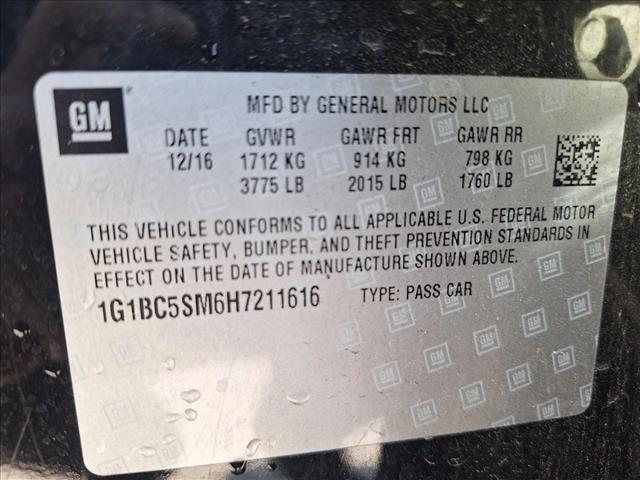 GM
MFD BY GENERAL MOTORS LLC
DATE GVWR GAWR FRT GAWR RR
12/16 1712 KG 914 KG 798 KG
3775 LB 2015 LB 1760 LB
THIS VEHICLE CONFORMS TO ALL APPLICABLE U.S. FEDERAL MOTOR
VEHICLE SAFETY, BUMPER, AND THEFT PREVENTION STANDARDS IN
EFFECT ON THE DATE OF MANUFACTURE SHOWN ABOVE.
1G1BC5SM6H7211616 TYPE: PASS CAR